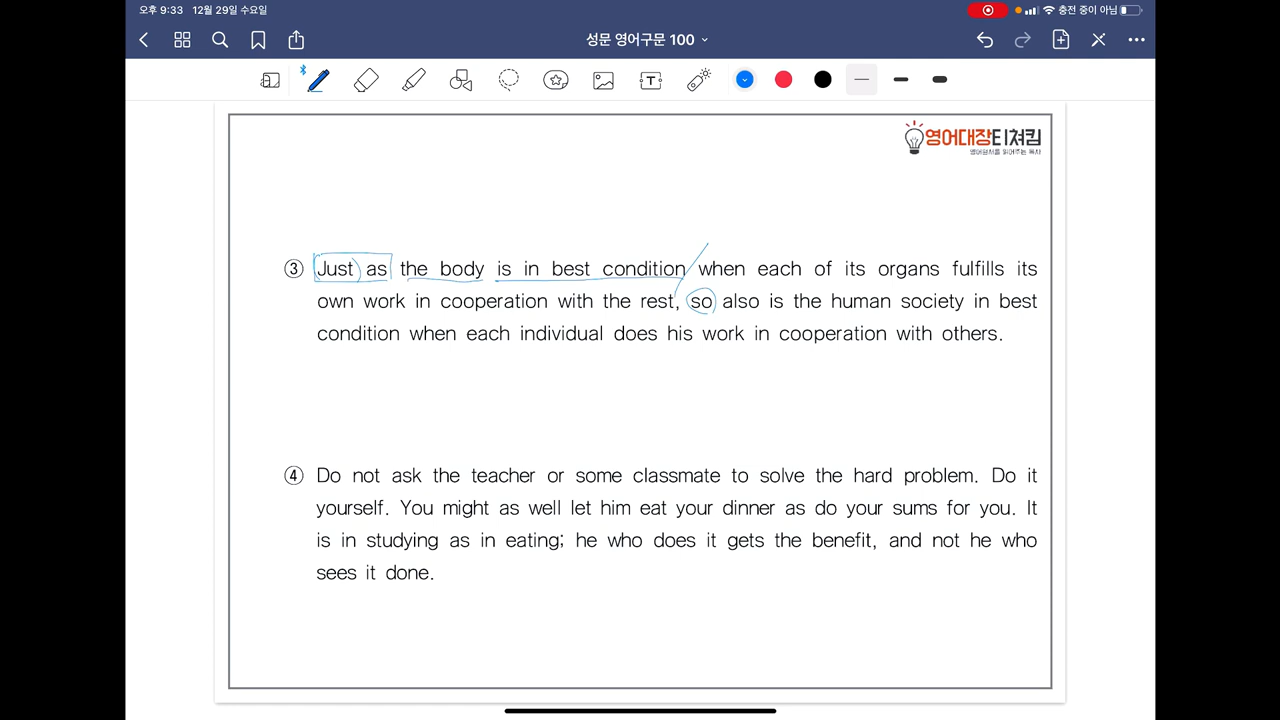 오후 9:33 12월 29일 수요일
충전 중이 아님
성문 영어구문 100
영어대장티쳐킴
③ Just as the body is in best condition when each of its organs fulfills its
own work in cooperation with the rest, so also is the human society in best
condition when each individual does his work in cooperation with others.
④ Do not ask the teacher or some classmate to solve the hard problem. Do it
yourself. You might as well let him eat your dinner as do your sums for you. It
is in studying as in eating; he who does it gets the benefit, and not he who
sees it done.